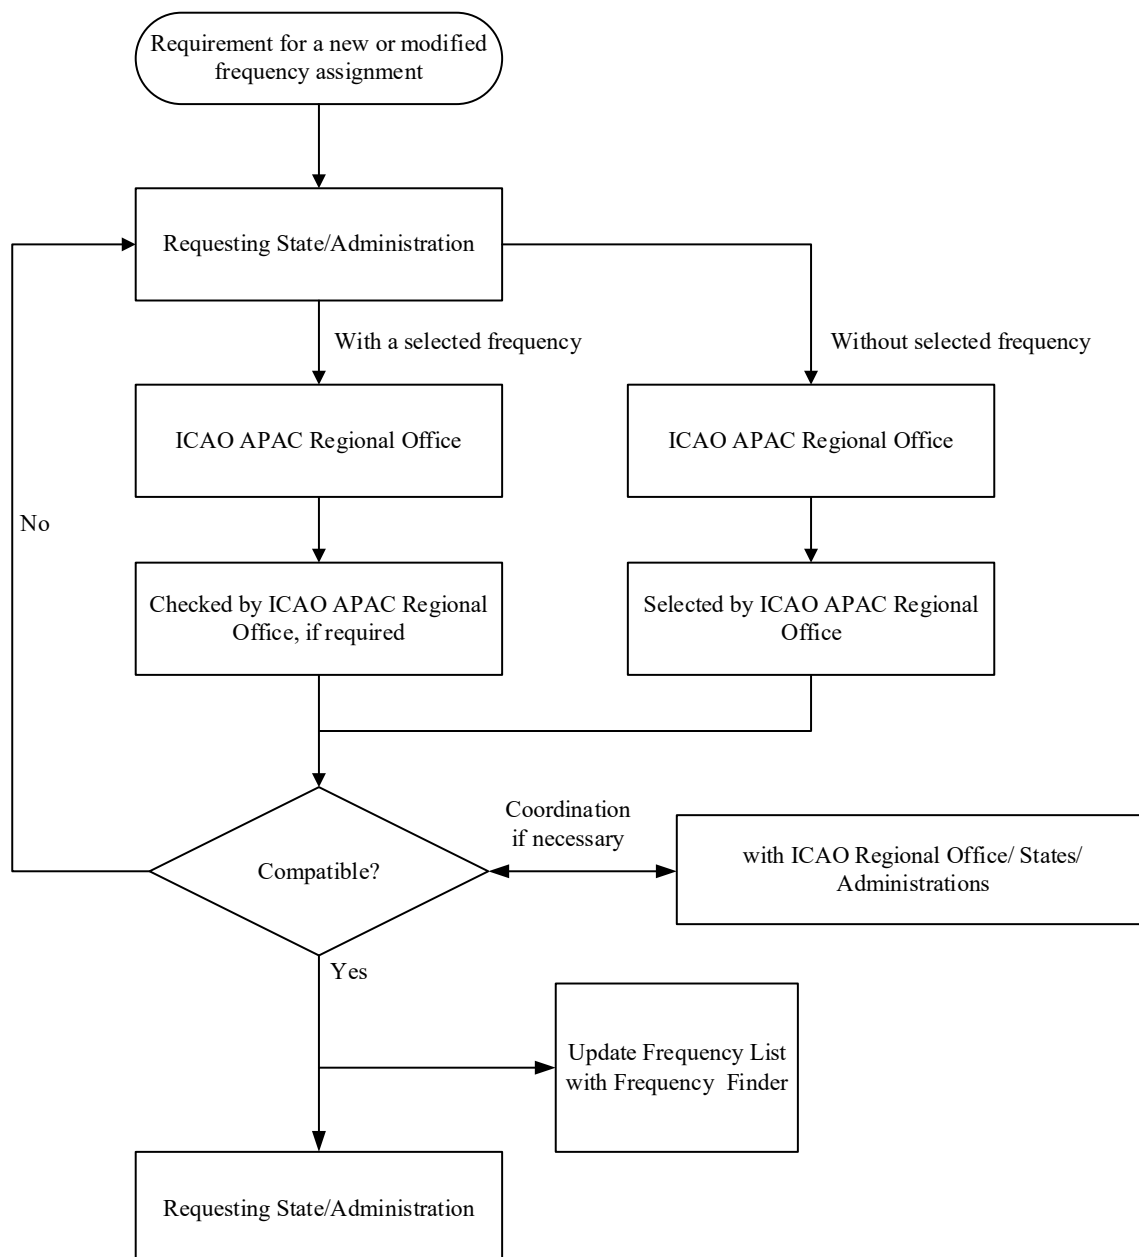 Requirement for a new or modified
frequency assignment
Requesting State/Administration
With a selected frequency
Without selected frequency
ICAO APAC Regional Office
ICAO APAC Regional Office
No
Checked by ICAO APAC Regional
Office, if required
Selected by ICAO APAC Regional
Office
Coordination
if necessary
Compatible?
with ICAO Regional Office/ States/
Administrations
Yes
Update Frequency List
with Frequency  Finder
Requesting State/Administration